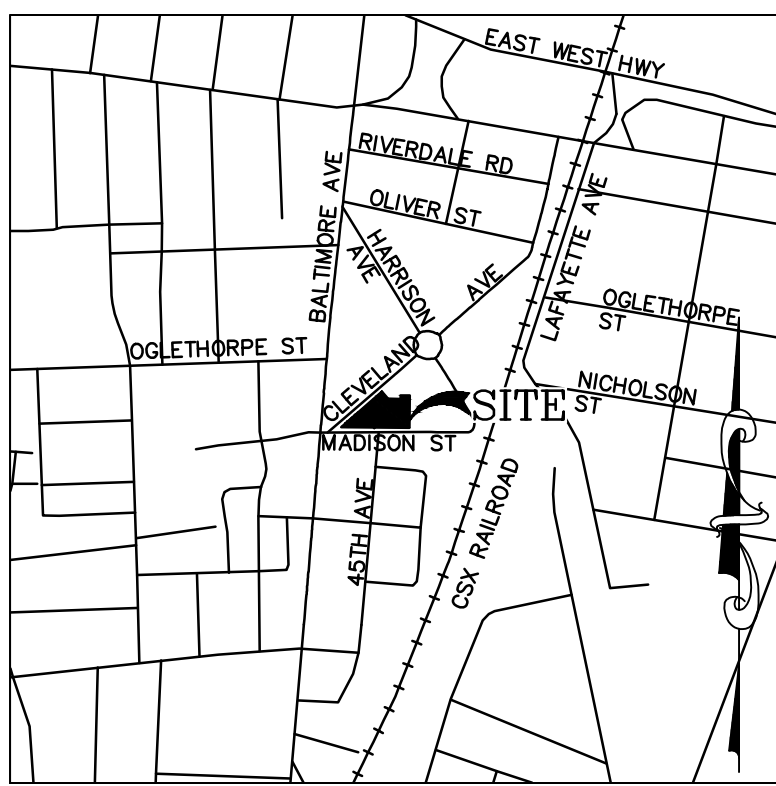 EAST WEST HWY
RIVERDALE RD
OLIVER ST
BALTIMORE AVE
HARRISON
AVE
LAFAYETTE AVE
OGLETHORPE
ST
OGLETHORPE ST
CLEVELAND
AVE
NICHOLSON
ST
SITE
MADISON ST
45TH AVE
CSX RAILROAD